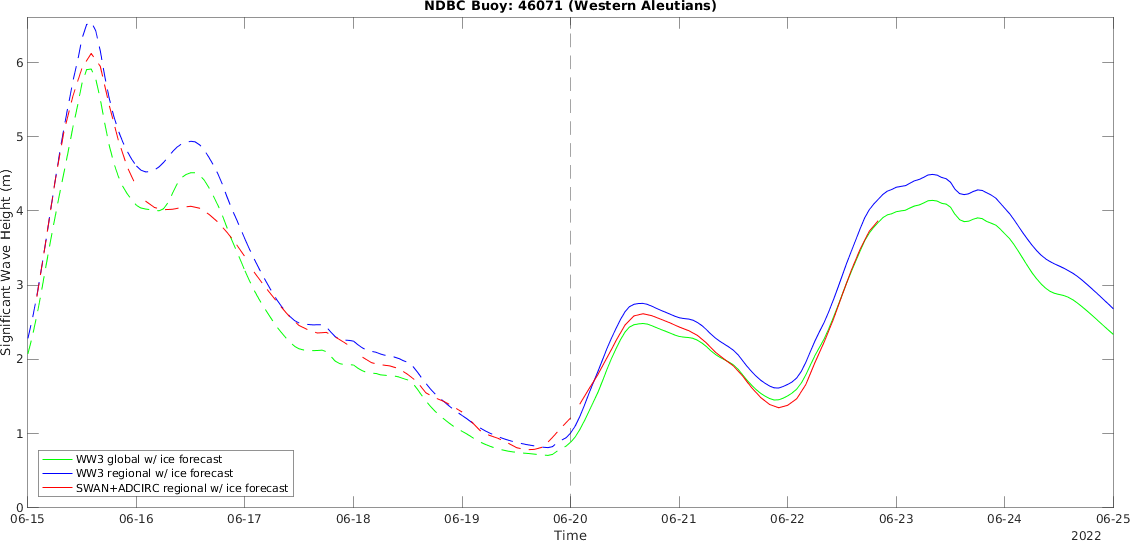 NDBC Buoy: 46071 (Western Aleutians)
Significant Wave Height (m)
6
5
4
3
2
1
0
WW3 global w/ ice forecast
WW3 regional w/ ice forecast
SWAN+ADCIRC regional w/ ice forecast
06-15 06-16 06-17 06-18 06-19 06-20 06-21 06-22 06-23 06-24 06-25
Time
2022